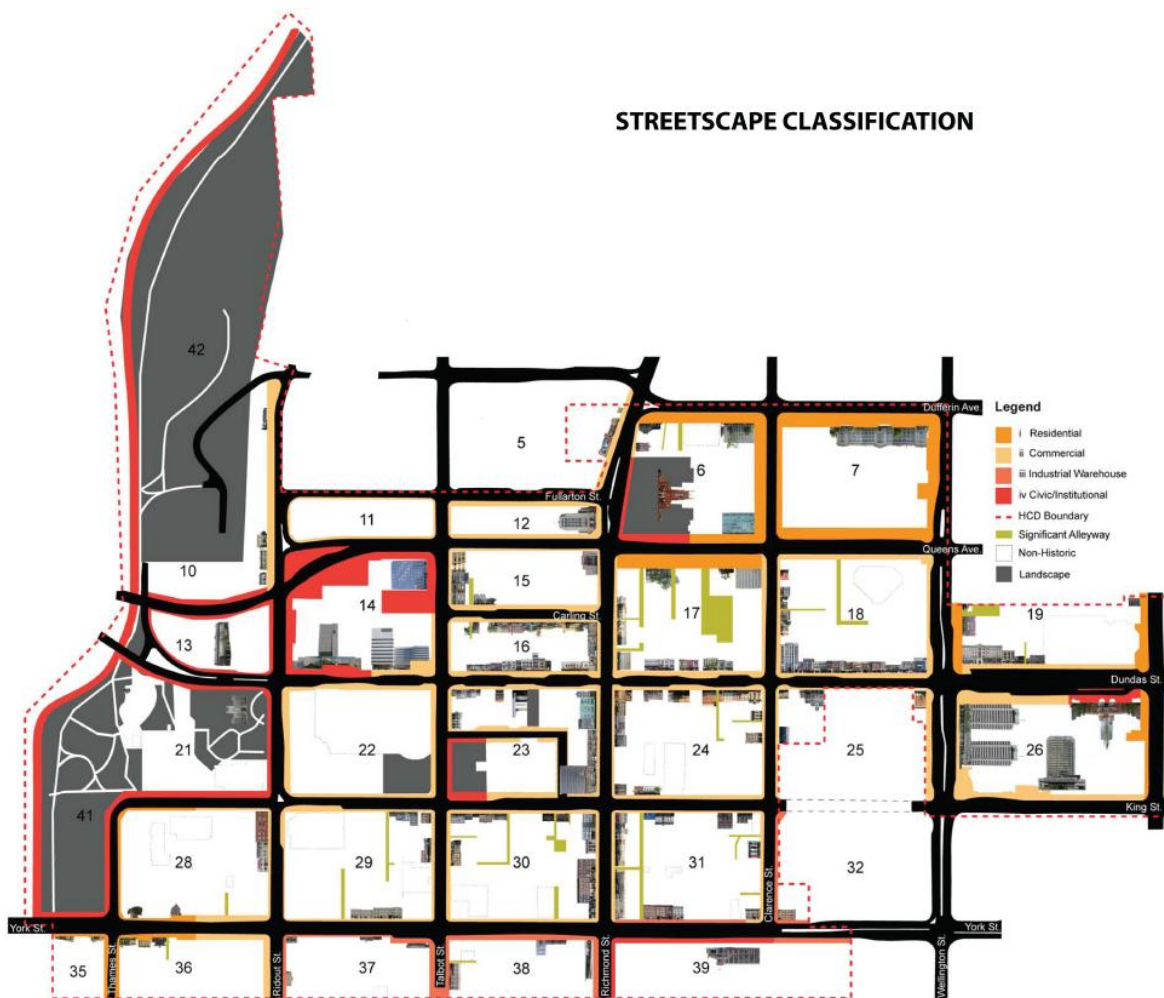 STREETSCAPE CLASSIFICATION
42
Dufferin Ave.
Legend
i Residential
ii Commercial
iii Industrial Warehouse
iv Civic/Institutional
HCD Boundary
Significant Alleyway
Non-Historic
Landscape
5
6
7
Fullarton St.
11
12
Queens Ave.
10
14
15
17
18
19
Carling St.
13
16
Dundas St.
21
22
23
24
25
26
King St.
41
28
29
30
31
32
Clarence St.
York St.
York St.
35
36
37
38
39
Thames St.
Ridout St.
Talbot St.
Richmond St.
Wellington St.